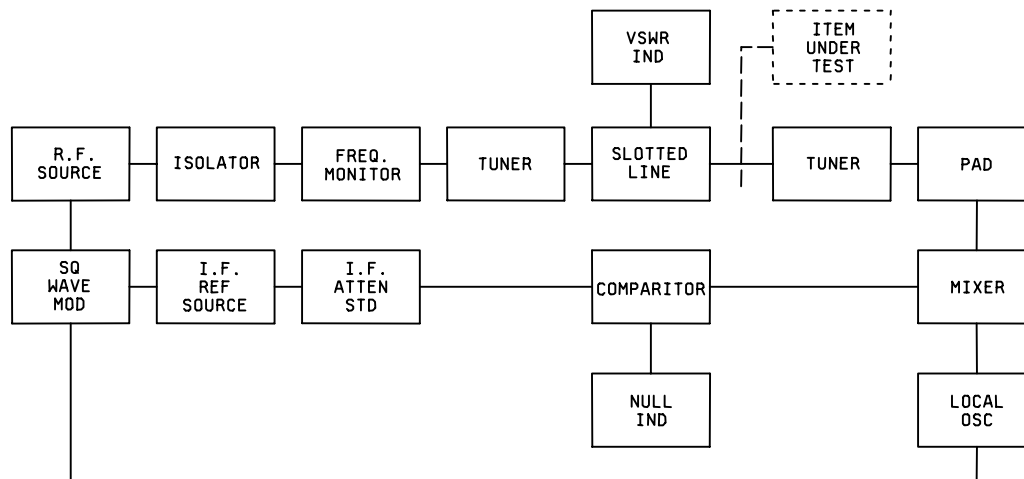 VSWR
IND
ITEM
UNDER
TEST
R.F.
SOURCE
ISOLATOR
FREQ.
MONITOR
TUNER
SLOTTED
LINE
TUNER
PAD
SQ
WAVE
MOD
I.F.
REF
SOURCE
I.F.
ATTEN
STD
COMPARITOR
MIXER
NULL
IND
LOCAL
OSC